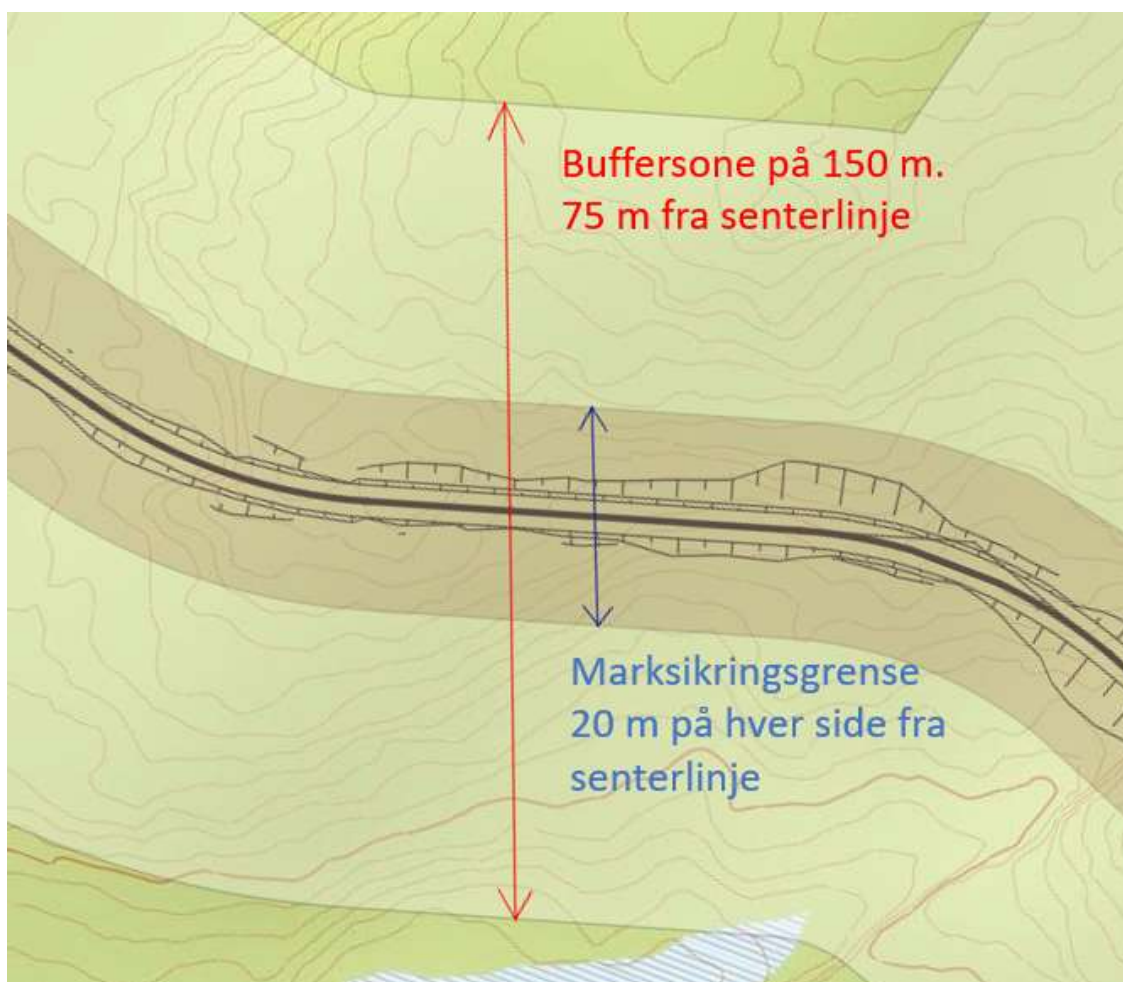 Buffersone på 150 m.
75 m fra senterlinje
Marksikringsgrense
20 m på hver side fra
senterlinje